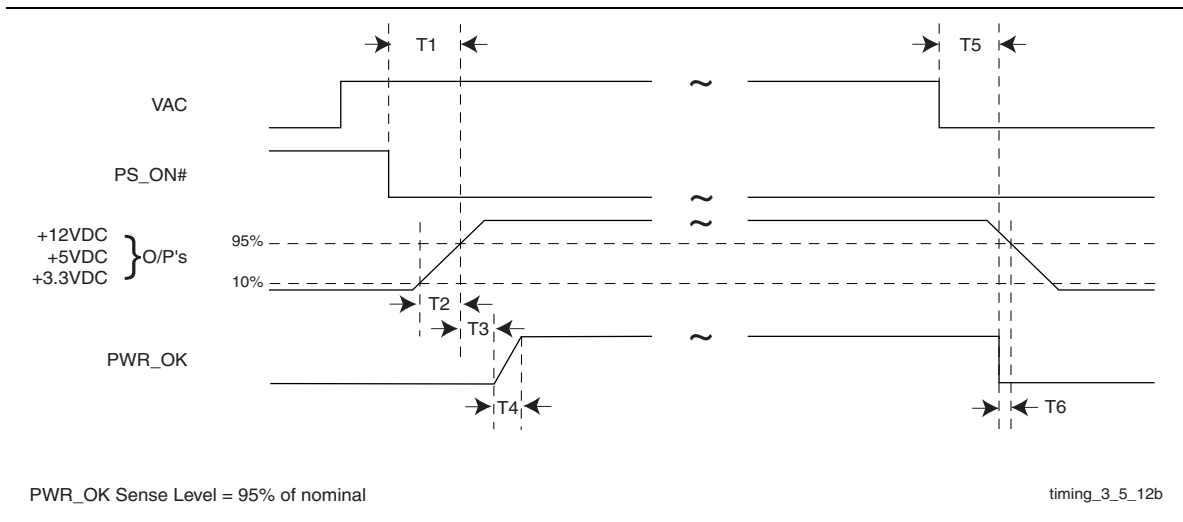 T1
T5
VAC
~
PS_ON#
~
~
+12VDC
+5VDC
+3.3VDC
} O/P's
95%
10%
T2
T3
PWR_OK
~
T4
T6
PWR_OK Sense Level = 95% of nominal
timing_3_5_12b